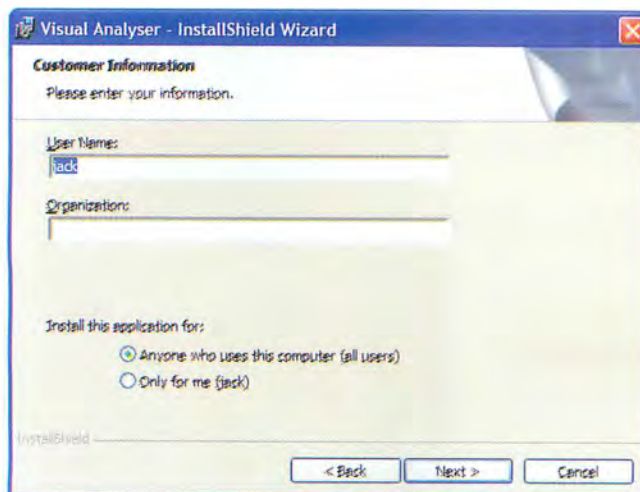 Visual Analyser - InstallShield Wizard
Customer Information
Please enter your information.
User Name:
jack
Organization:
Install this application for:
Anyone who uses this computer (all users)
Only for me (jack)
InstallShield
< Back
Next >
Cancel